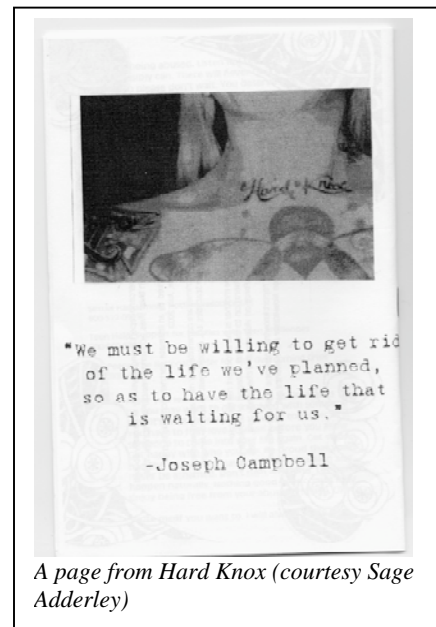 Hard Knox
"We must be willing to get rid
of the life we've planned,
so as to have the life that
is waiting for us."
-Joseph Campbell
A page from Hard Knox (courtesy Sage
Adderley)